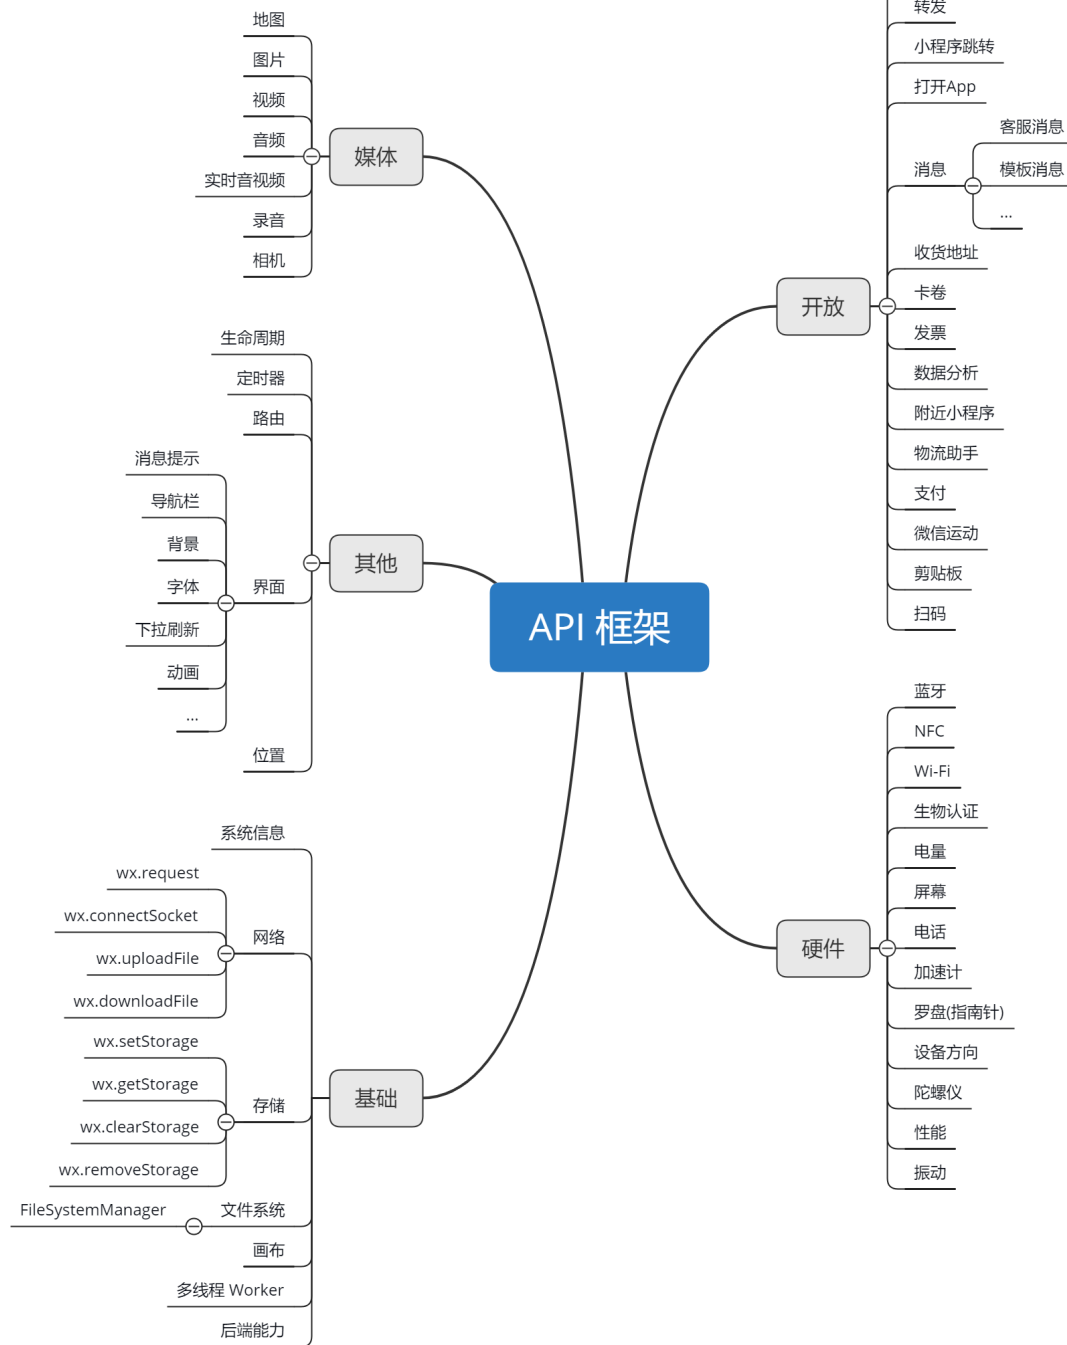 API 框架
媒体
地图
图片
视频
音频
实时音视频
录音
相机
其他
生命周期
定时器
路由
界面
消息提示
导航栏
背景
字体
下拉刷新
动画
...
位置
基础
系统信息
网络
wx.request
wx.connectSocket
wx.uploadFile
wx.downloadFile
存储
wx.setStorage
wx.getStorage
wx.clearStorage
wx.removeStorage
文件系统
FileSystemManager
画布
多线程 Worker
后端能力
开放
转发
小程序跳转
打开App
消息
客服消息
模板消息
...
收货地址
卡卷
发票
数据分析
附近小程序
物流助手
支付
微信运动
剪贴板
扫码
硬件
蓝牙
NFC
Wi-Fi
生物认证
电量
屏幕
电话
加速计
罗盘(指南针)
设备方向
陀螺仪
性能
振动